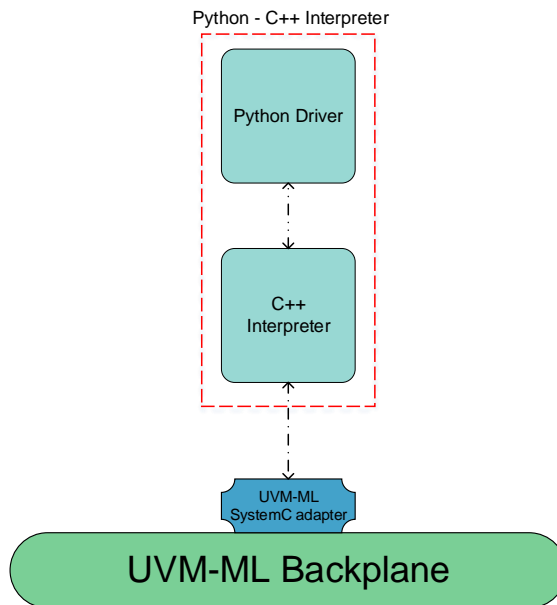 Python - C++ Interpreter
Python Driver
C++
Interpreter
UVM-ML
SystemC adapter
UVM-ML Backplane